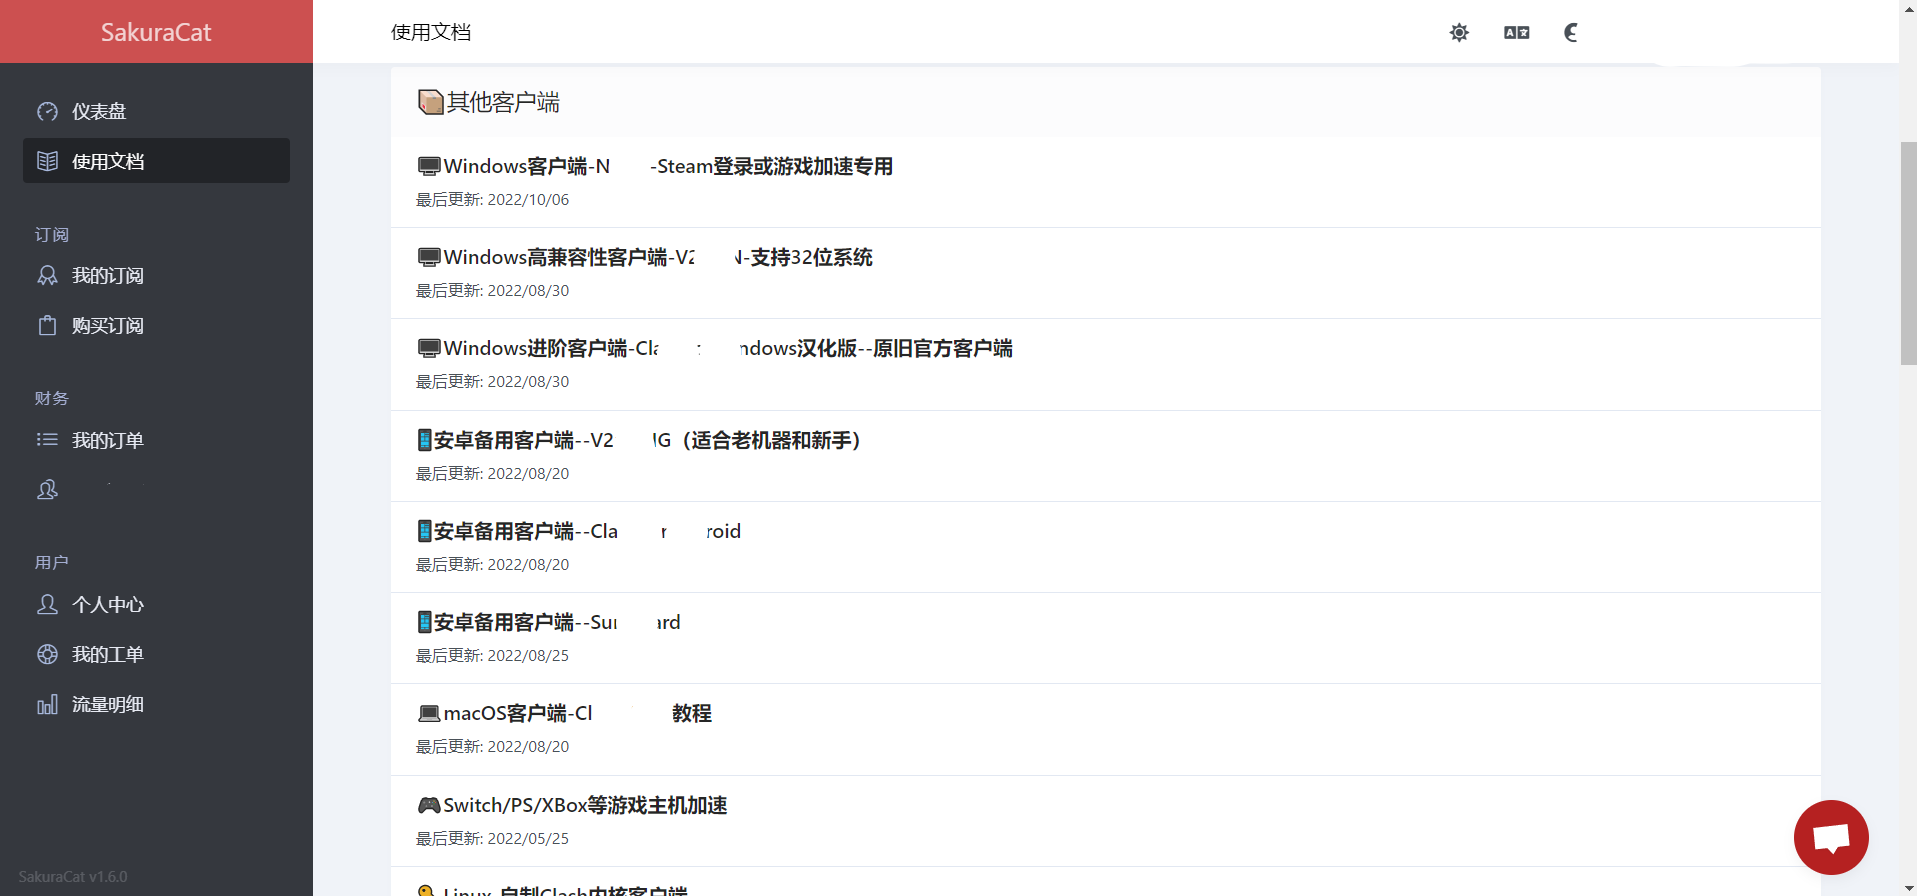 SakuraCat
使用文档
仪表盘
使用文档
订阅
我的订阅
购买订阅
财务
我的订单
用户
个人中心
我的工单
流量明细
SakuraCat v1.6.0
其他客户端
Windows客户端-N -Steam登录或游戏加速专用
最后更新: 2022/10/06
Windows高兼容性客户端-V2 N-支持32位系统
最后更新: 2022/08/30
Windows进阶客户端-Cla ndows汉化版--原旧官方客户端
最后更新: 2022/08/30
安卓备用客户端--V2 G（适合老机器和新手）
最后更新: 2022/08/20
安卓备用客户端--Cla r roid
最后更新: 2022/08/20
安卓备用客户端--Su ard
最后更新: 2022/08/25
macOS客户端-Cl 教程
最后更新: 2022/08/20
Switch/PS/XBox等游戏主机加速
最后更新: 2022/05/25
Linux-自制Clash内核客户端